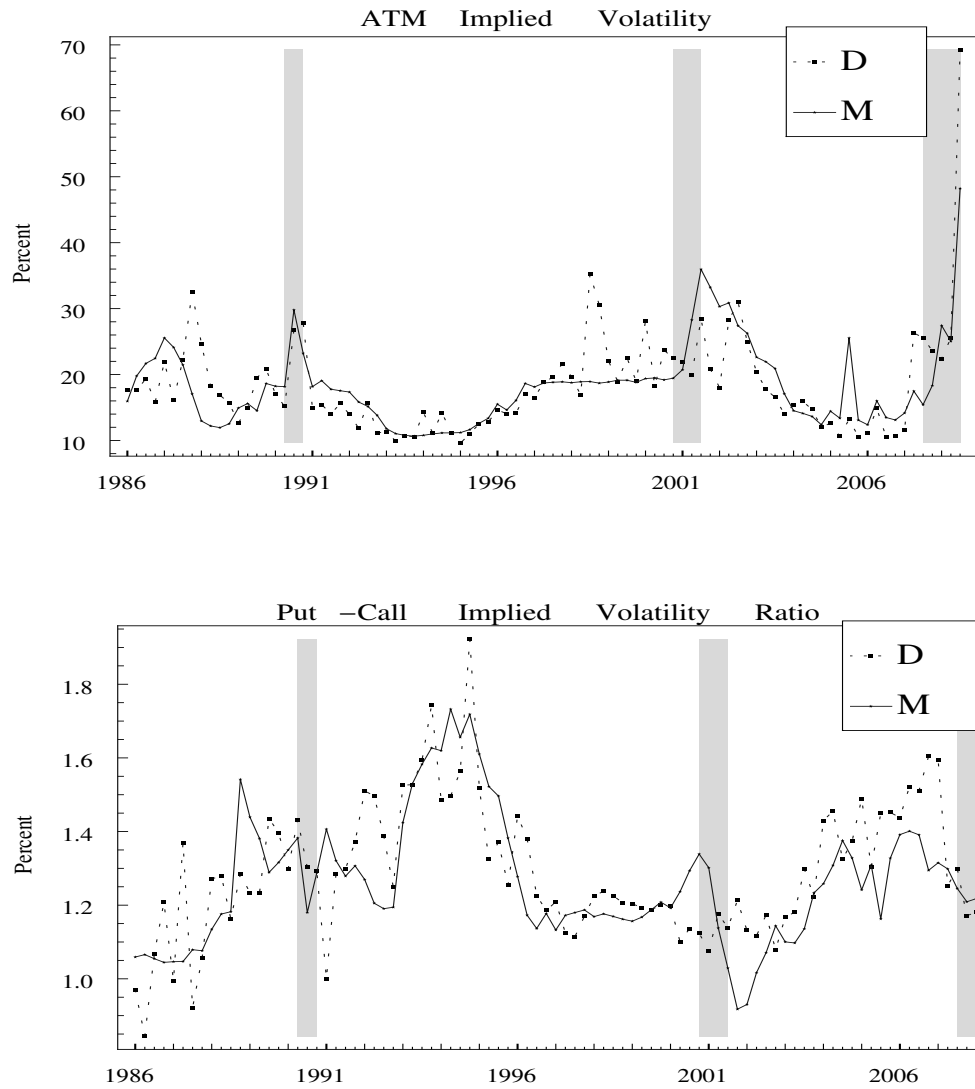 ATM Implied Volatility
70
60
50
40
30
20
10
Percent
D
M
1986 1991 1996 2001 2006
Put –Call Implied Volatility Ratio
1.8
1.6
1.4
1.2
1.0
Percent
D
M
1986 1991 1996 2001 2006